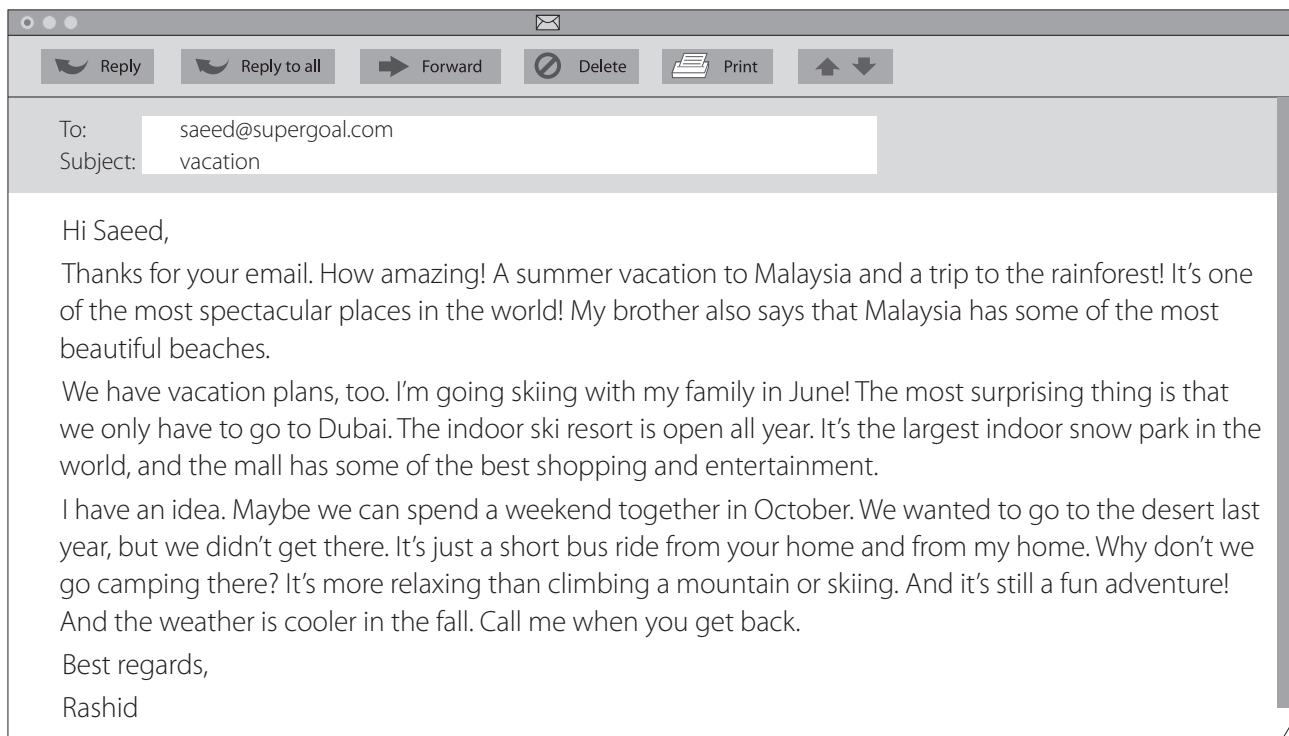 Reply
Reply to all
Forward
Delete
Print
To: saeed@supergoal.com
Subject: vacation
Hi Saeed,
Thanks for your email. How amazing! A summer vacation to Malaysia and a trip to the rainforest! It’s one
of the most spectacular places in the world! My brother also says that Malaysia has some of the most
beautiful beaches.
We have vacation plans, too. I’m going skiing with my family in June! The most surprising thing is that
we only have to go to Dubai. The indoor ski resort is open all year. It’s the largest indoor snow park in the
world, and the mall has some of the best shopping and entertainment.
I have an idea. Maybe we can spend a weekend together in October. We wanted to go to the desert last
year, but we didn’t get there. It’s just a short bus ride from your home and from my home. Why don’t we
go camping there? It’s more relaxing than climbing a mountain or skiing. And it’s still a fun adventure!
And the weather is cooler in the fall. Call me when you get back.
Best regards,
Rashid